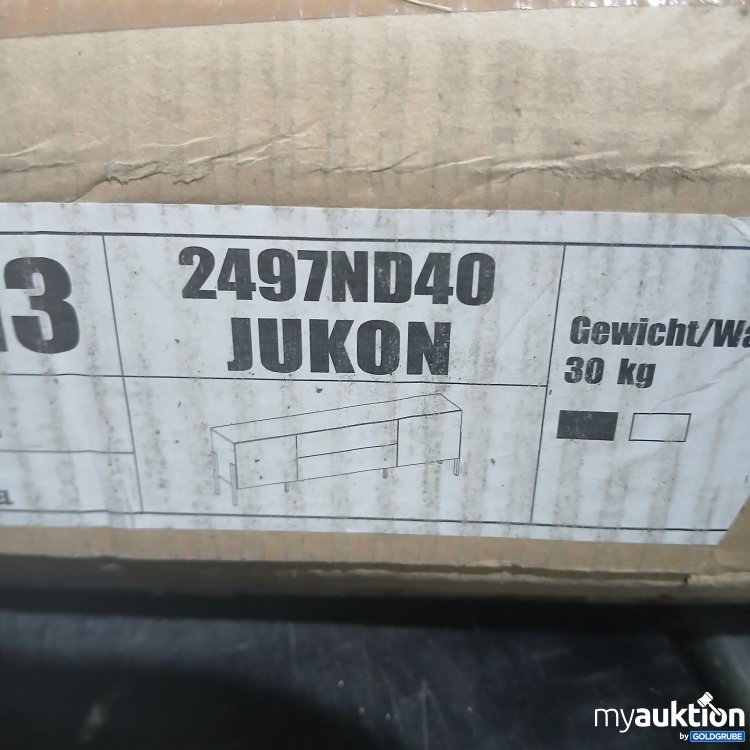 13
2497ND40
JUKON
Gewicht/Wa
30 kg
a
myauktion
by GOLDGRUBE